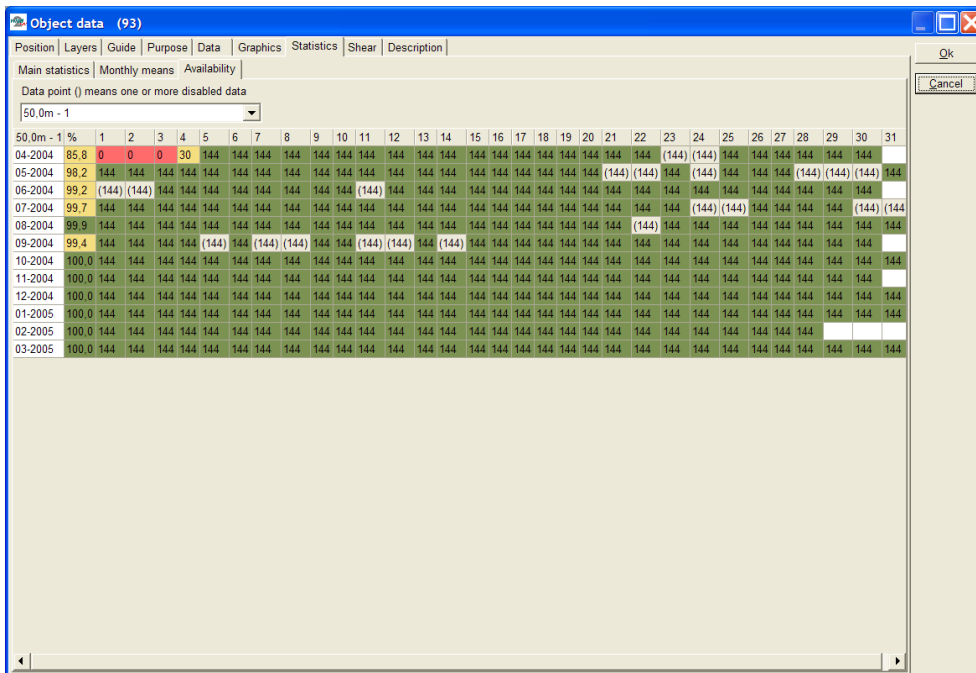 Object data (93)
Position Layers Guide Purpose Data Graphics Statistics Shear Description
Ok
Main statistics Monthly means Availability
Cancel
Data point () means one or more disabled data
50,0m - 1
50,0m - 1 % 1 2 3 4 5 6 7 8 9 10 11 12 13 14 15 16 17 18 19 20 21 22 23 24 25 26 27 28 29 30 31
04-2004 85,8 0 0 0 30 144 144 144 144 144 144 144 144 144 144 144 144 144 144 144 144 144 144 (144) (144) 144 144 144 144 144 144
05-2004 98,2 144 144 144 144 144 144 144 144 144 144 144 144 144 144 144 144 144 144 144 144 (144) (144) 144 (144) 144 144 144 (144) (144) (144) 144
06-2004 99,2 (144) (144) 144 144 144 144 144 144 144 144 (144) 144 144 144 144 144 144 144 144 144 144 144 144 144 144 144 144 144 144 144
07-2004 99,7 144 144 144 144 144 144 144 144 144 144 144 144 144 144 144 144 144 144 144 144 144 144 144 (144) (144) 144 144 144 144 (144) (144
08-2004 99,9 144 144 144 144 144 144 144 144 144 144 144 144 144 144 144 144 144 144 144 144 144 (144) 144 144 144 144 144 144 144 144 144
09-2004 99,4 144 144 144 144 (144) 144 (144) (144) 144 144 (144) (144) 144 (144) 144 144 144 144 144 144 144 144 144 144 144 144 144 144 144 144
10-2004 100,0 144 144 144 144 144 144 144 144 144 144 144 144 144 144 144 144 144 144 144 144 144 144 144 144 144 144 144 144 144 144 144
11-2004 100,0 144 144 144 144 144 144 144 144 144 144 144 144 144 144 144 144 144 144 144 144 144 144 144 144 144 144 144 144 144 144
12-2004 100,0 144 144 144 144 144 144 144 144 144 144 144 144 144 144 144 144 144 144 144 144 144 144 144 144 144 144 144 144 144 144 144
01-2005 100,0 144 144 144 144 144 144 144 144 144 144 144 144 144 144 144 144 144 144 144 144 144 144 144 144 144 144 144 144 144 144 144
02-2005 100,0 144 144 144 144 144 144 144 144 144 144 144 144 144 144 144 144 144 144 144 144 144 144 144 144 144 144 144 144
03-2005 100,0 144 144 144 144 144 144 144 144 144 144 144 144 144 144 144 144 144 144 144 144 144 144 144 144 144 144 144 144 144 144 144